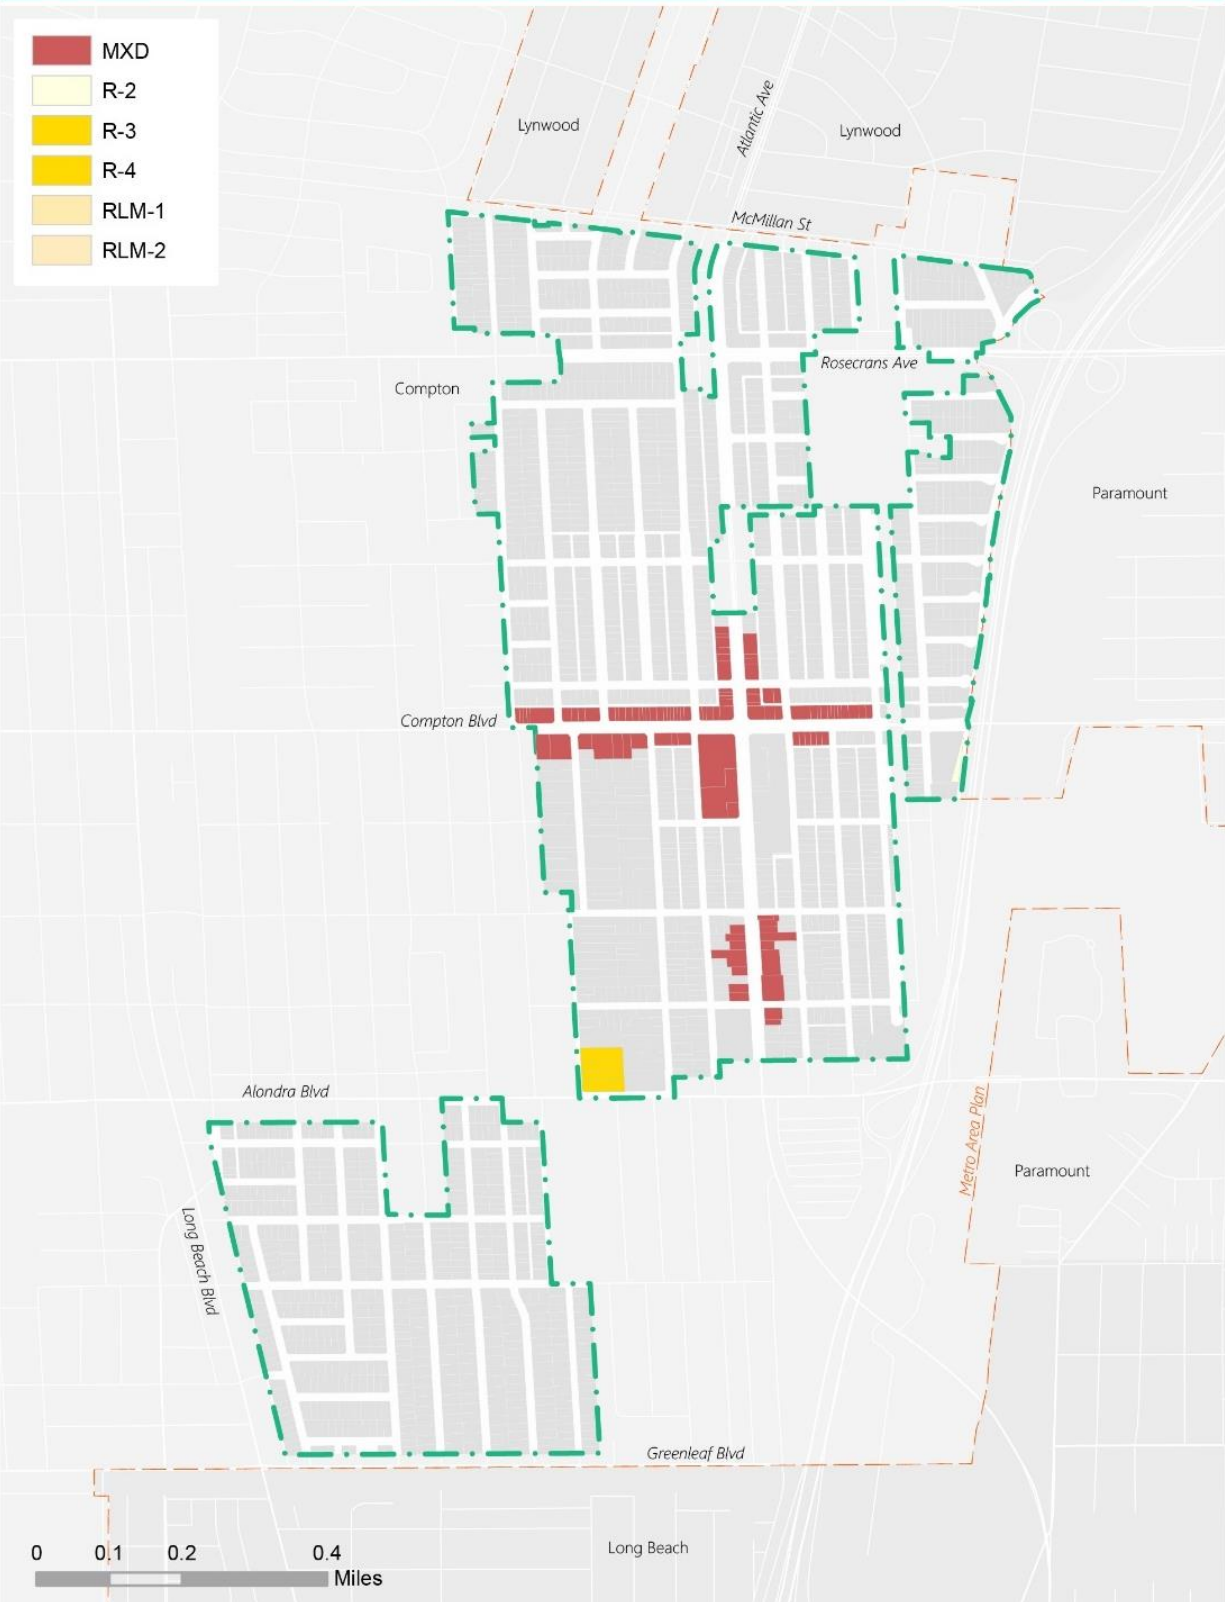 MXD
R-2
R-3
R-4
RLM-1
RLM-2
Lynwood
Atlantic Ave
Lynwood
McMillan St
Rosecrans Ave
Compton
Paramount
Compton Blvd
Alondra Blvd
Metro Area Plan
Paramount
Long Beach Blvd
Greenleaf Blvd
Long Beach
0 0.1 0.2 0.4
Miles